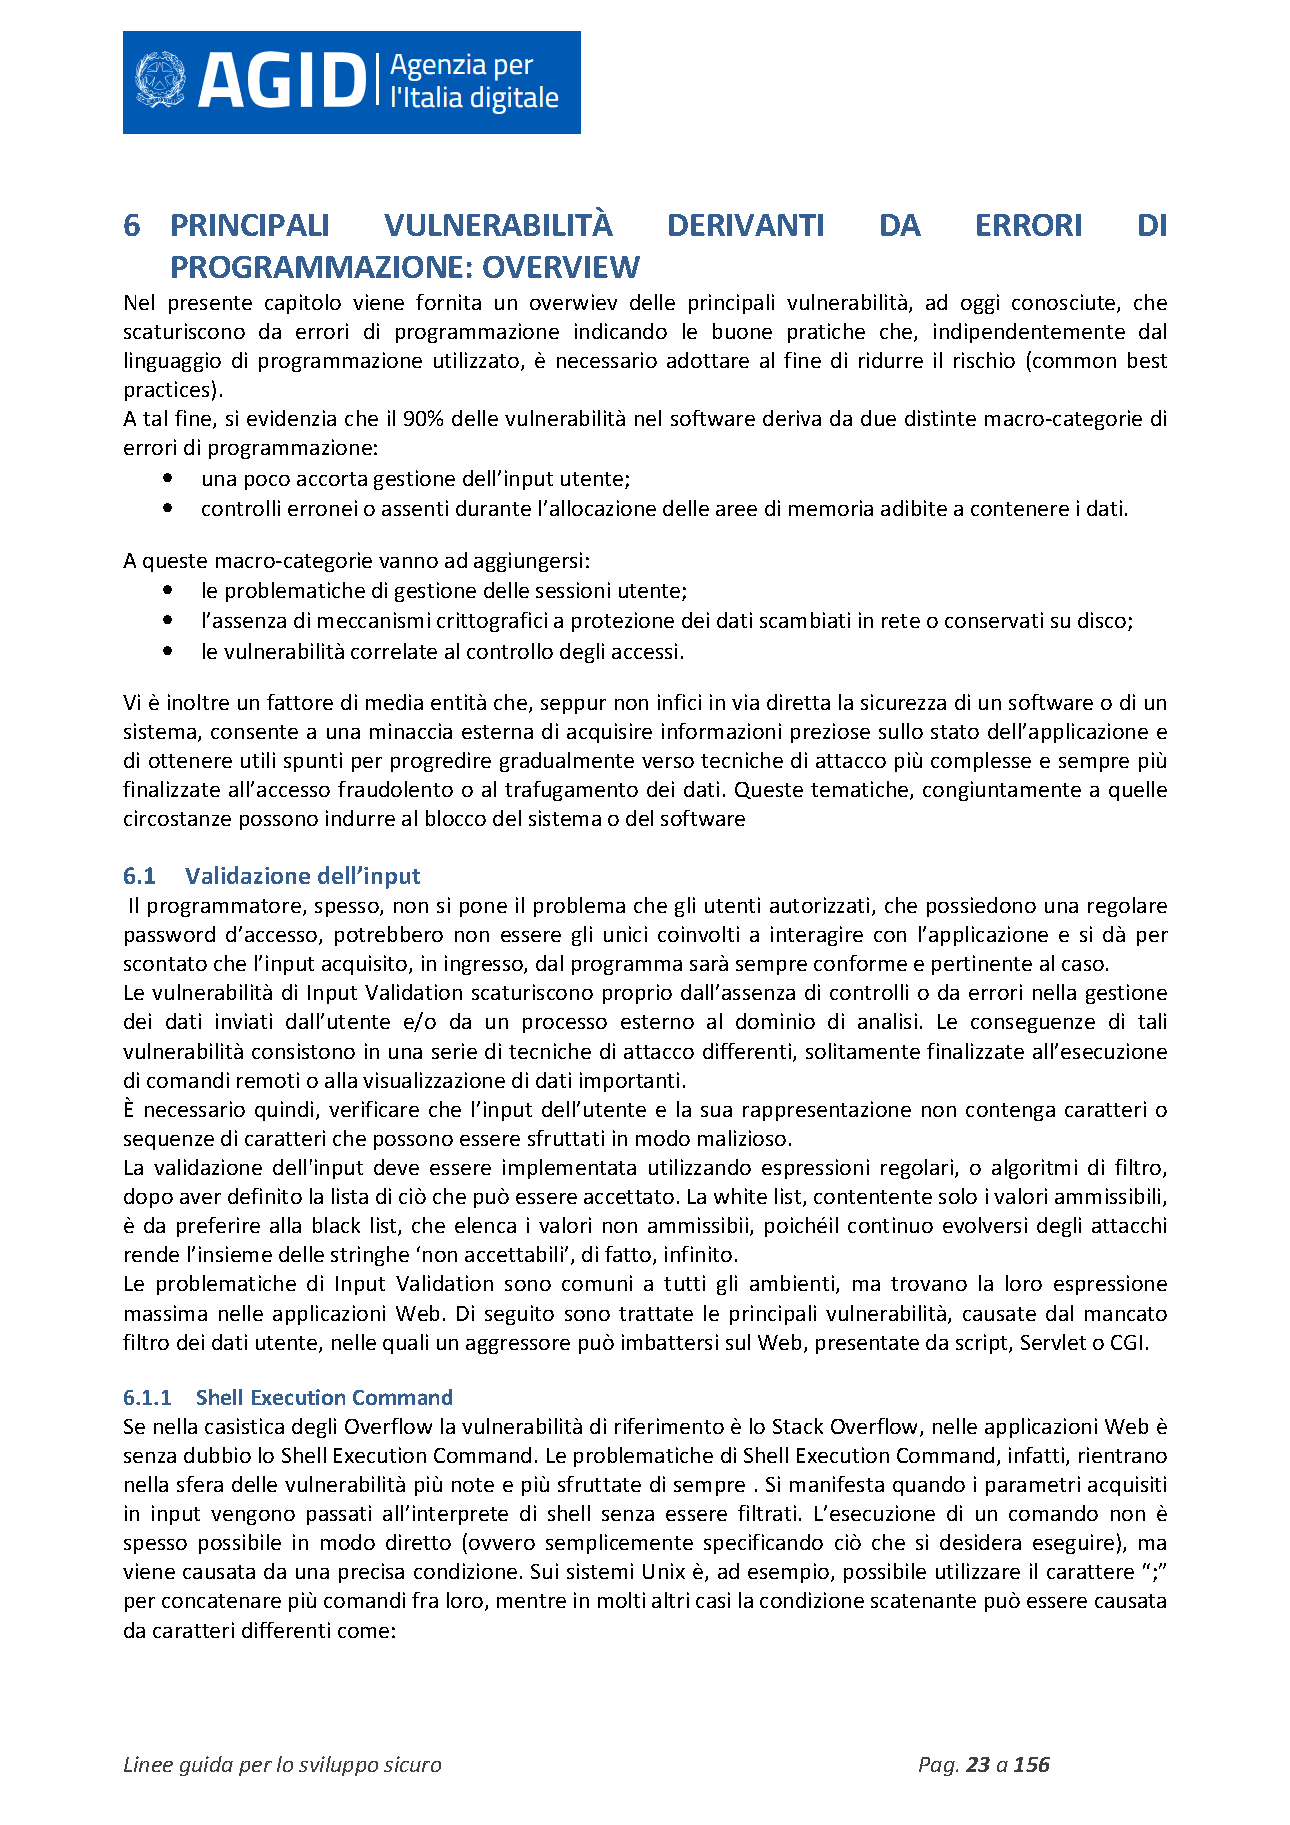 AGID Agenzia per
l'Italia digitale
6 PRINCIPALI VULNERABILITÀ DERIVANTI DA ERRORI DI
PROGRAMMAZIONE: OVERVIEW
Nel presente capitolo viene fornita un overwiev delle principali vulnerabilità, ad oggi conosciute, che
scaturiscono da errori di programmazione indicando le buone pratiche che, indipendentemente dal
linguaggio di programmazione utilizzato, è necessario adottare al fine di ridurre il rischio (common best
practices).
A tal fine, si evidenzia che il 90% delle vulnerabilità nel software deriva da due distinte macro-categorie di
errori di programmazione:
• una poco accorta gestione dell’input utente;
• controlli erronei o assenti durante l’allocazione delle aree di memoria adibite a contenere i dati.
A queste macro-categorie vanno ad aggiungersi:
• le problematiche di gestione delle sessioni utente;
• l’assenza di meccanismi crittografici a protezione dei dati scambiati in rete o conservati su disco;
• le vulnerabilità correlate al controllo degli accessi.
Vi è inoltre un fattore di media entità che, seppur non infici in via diretta la sicurezza di un software o di un
sistema, consente a una minaccia esterna di acquisire informazioni preziose sullo stato dell’applicazione e
di ottenere utili spunti per progredire gradualmente verso tecniche di attacco più complesse e sempre più
finalizzate all’accesso fraudolento o al trafugamento dei dati. Queste tematiche, congiuntamente a quelle
circostanze possono indurre al blocco del sistema o del software
6.1 Validazione dell’input
Il programmatore, spesso, non si pone il problema che gli utenti autorizzati, che possiedono una regolare
password d’accesso, potrebbero non essere gli unici coinvolti a interagire con l’applicazione e si dà per
scontato che l’input acquisito, in ingresso, dal programma sarà sempre conforme e pertinente al caso.
Le vulnerabilità di Input Validation scaturiscono proprio dall’assenza di controlli o da errori nella gestione
dei dati inviati dall’utente e/o da un processo esterno al dominio di analisi. Le conseguenze di tali
vulnerabilità consistono in una serie di tecniche di attacco differenti, solitamente finalizzate all’esecuzione
di comandi remoti o alla visualizzazione di dati importanti.
È necessario quindi, verificare che l’input dell’utente e la sua rappresentazione non contenga caratteri o
sequenze di caratteri che possono essere sfruttati in modo malizioso.
La validazione dell'input deve essere implementata utilizzando espressioni regolari, o algoritmi di filtro,
dopo aver definito la lista di ciò che può essere accettato. La white list, contentente solo i valori ammissibili,
è da preferire alla black list, che elenca i valori non ammissibii, poichéil continuo evolversi degli attacchi
rende l’insieme delle stringhe ‘non accettabili’, di fatto, infinito.
Le problematiche di Input Validation sono comuni a tutti gli ambienti, ma trovano la loro espressione
massima nelle applicazioni Web. Di seguito sono trattate le principali vulnerabilità, causate dal mancato
filtro dei dati utente, nelle quali un aggressore può imbattersi sul Web, presentate da script, Servlet o CGI.
6.1.1 Shell Execution Command
Se nella casistica degli Overflow la vulnerabilità di riferimento è lo Stack Overflow, nelle applicazioni Web è
senza dubbio lo Shell Execution Command. Le problematiche di Shell Execution Command, infatti, rientrano
nella sfera delle vulnerabilità più note e più sfruttate di sempre . Si manifesta quando i parametri acquisiti
in input vengono passati all’interprete di shell senza essere filtrati. L’esecuzione di un comando non è
spesso possibile in modo diretto (ovvero semplicemente specificando ciò che si desidera eseguire), ma
viene causata da una precisa condizione. Sui sistemi Unix è, ad esempio, possibile utilizzare il carattere “;”
per concatenare più comandi fra loro, mentre in molti altri casi la condizione scatenante può essere causata
da caratteri differenti come:
Linee guida per lo sviluppo sicuro Pag. 23 a 156